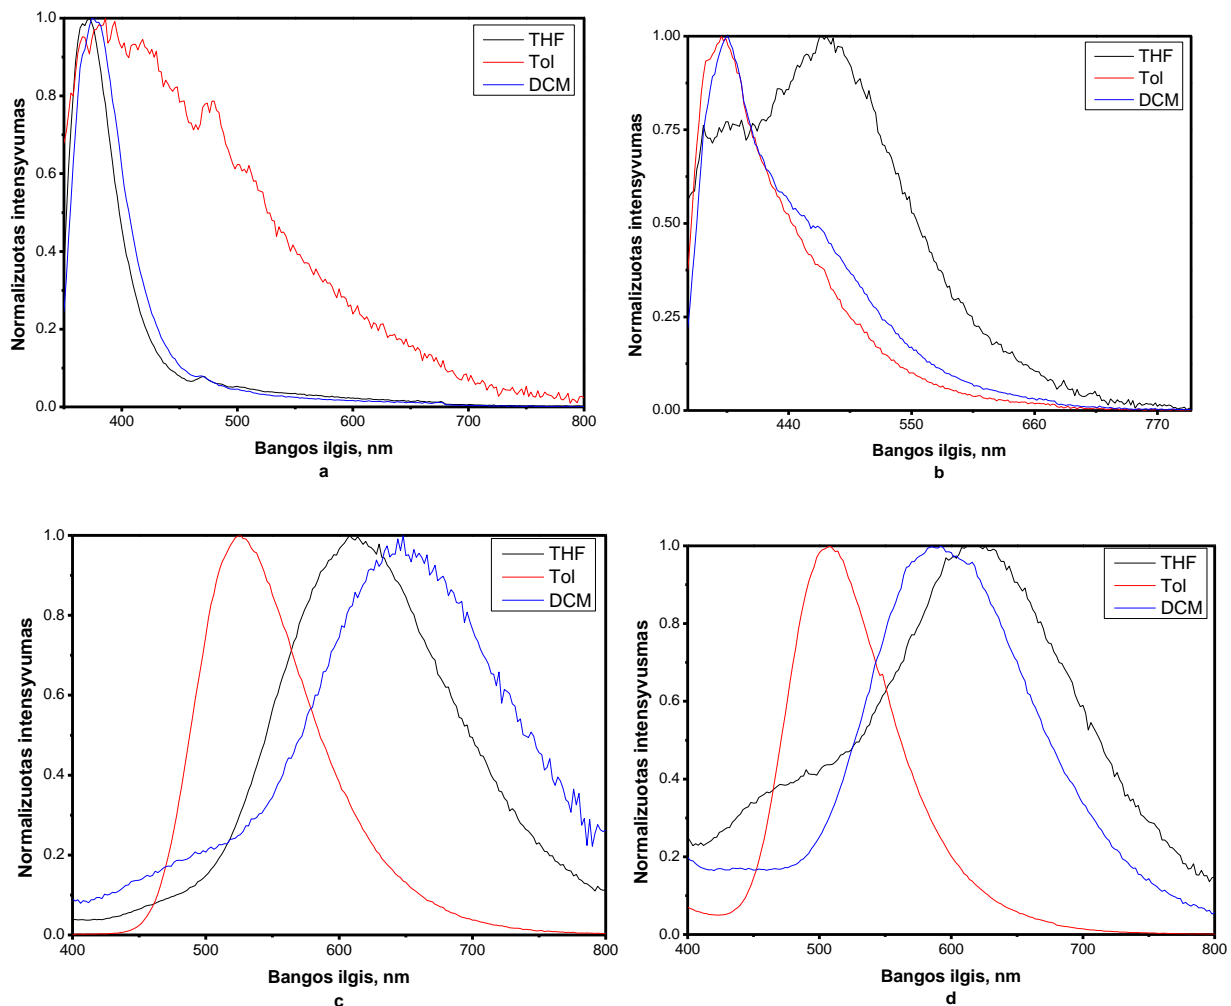 1.0
0.8
0.6
0.4
0.2
0.0
Normalizuotas intensyvumas
THF
Tol
DCM
400 500 600 700 800
Bangos ilgis, nm
a
1.00
0.75
0.50
0.25
0.00
Normalizuotas intensyvumas
THF
Tol
DCM
440 550 660 770
Bangos ilgis, nm
b
1.0
0.8
0.6
0.4
0.2
0.0
Normalizuotas intensyvumas
THF
Tol
DCM
400 500 600 700 800
Bangos ilgis, nm
c
1.0
0.8
0.6
0.4
0.2
0.0
Normalizuotas intensyvusmas
THF
Tol
DCM
400 500 600 700 800
Bangos ilgis, nm
d